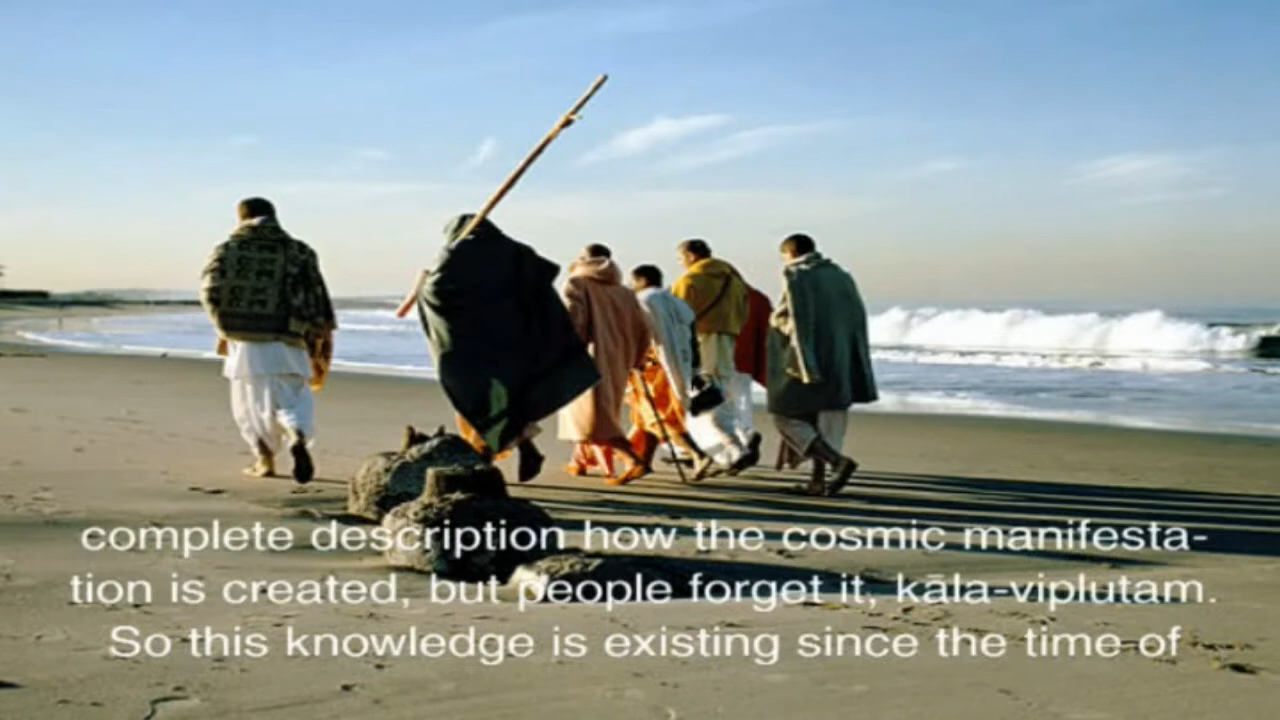 complete description how the cosmic manifesta-
tion is created, but people forget it, kāla-viplutam.
So this knowledge is existing since the time of